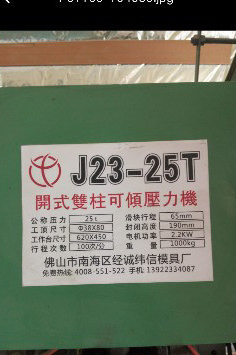 J23-25T
開式雙柱可傾壓力機
公称压力 25t 滑块行程 65mm
工顶尺寸 Φ38X80 封闭高度 190mm
工作台尺寸 620X450 电机功率 2.2KW
行程次数 100次/分 重量 1000kg
佛山市南海区经诚纬信模具厂
免费热线:4008-551-522 手机:13922334087